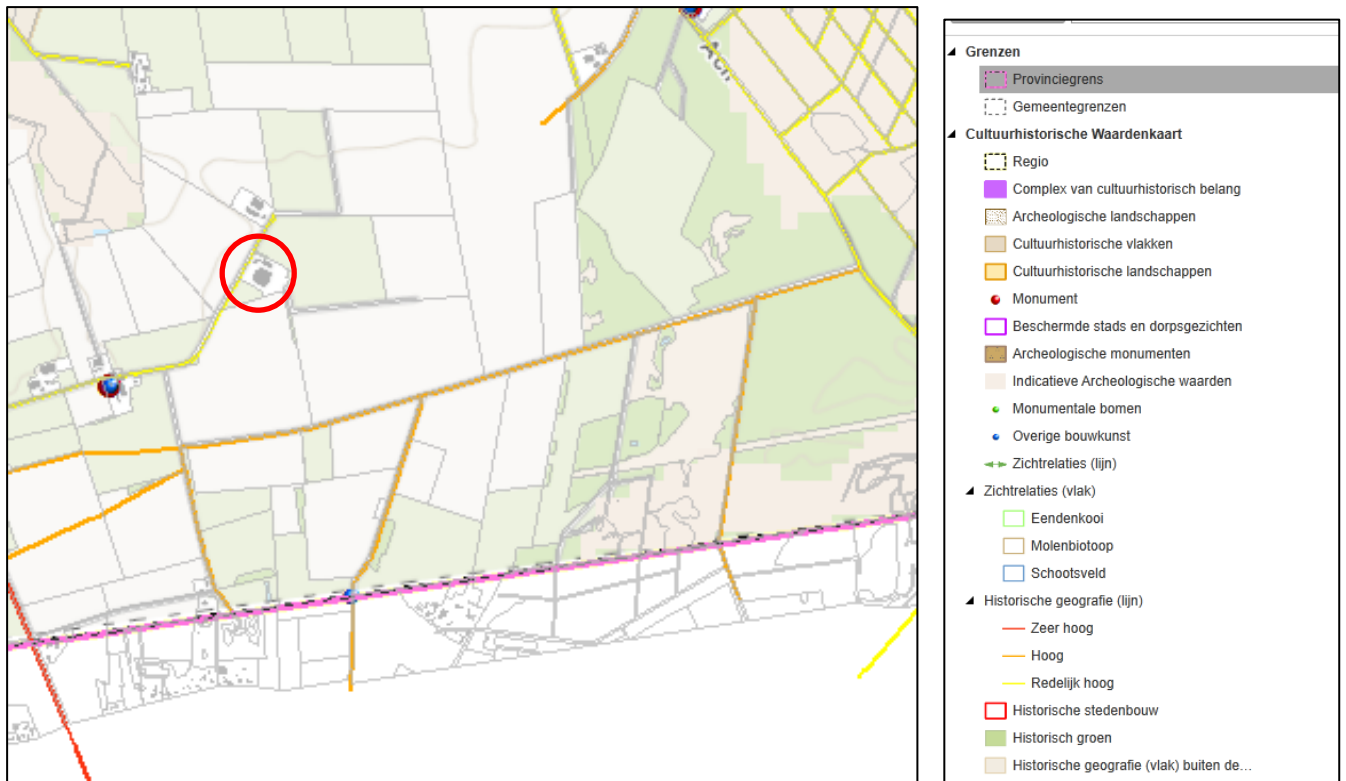 Ach
Grenzen
Provinciegrens
Gemeentegrenzen
Cultuurhistorische Waardenkaart
Regio
Complex van cultuurhistorisch belang
Archeologische landschappen
Cultuurhistorische vlakken
Cultuurhistorische landschappen
Monument
Beschermde stads en dorpsgezichten
Archeologische monumenten
Indicatieve Archeologische waarden
Monumentale bomen
Overige bouwkunst
Zichtrelaties (lijn)
Zichtrelaties (vlak)
Eendenkooi
Molenbiotoop
Schootsveld
Historische geografie (lijn)
Zeer hoog
Hoog
Redelijk hoog
Historische stedenbouw
Historisch groen
Historische geografie (vlak) buiten de...